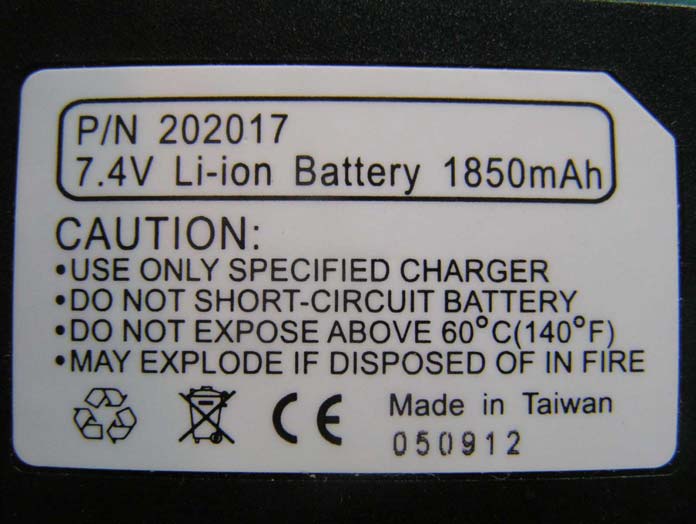 P/N 202017
7.4V Li-ion Battery 1850mAh
CAUTION:
•USE ONLY SPECIFIED CHARGER
•DO NOT SHORT-CIRCUIT BATTERY
•DO NOT EXPOSE ABOVE 60°C(140°F)
•MAY EXPLODE IF DISPOSED OF IN FIRE
CE Made in Taiwan
050912